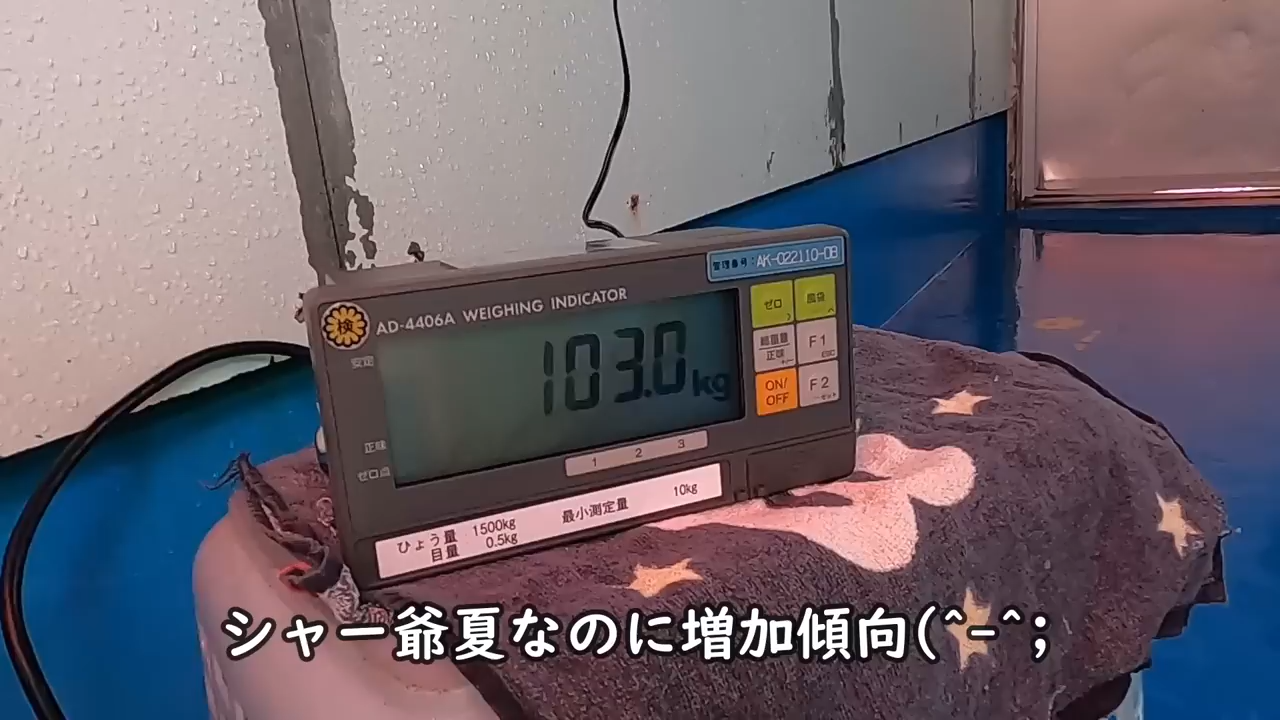 管理番号：AK-022110-0B
検 AD-4406A WEIGHING INDICATOR
ゼロ 風袋
安定
総重量
正味 F1
ESC
103.0 kg
ON/
OFF F2
正味
ゼロ点
1 2 3
ひょう量 1500kg 最小測定量 10kg
目量 0.5kg
シャー爺夏なのに増加傾向(^-^;